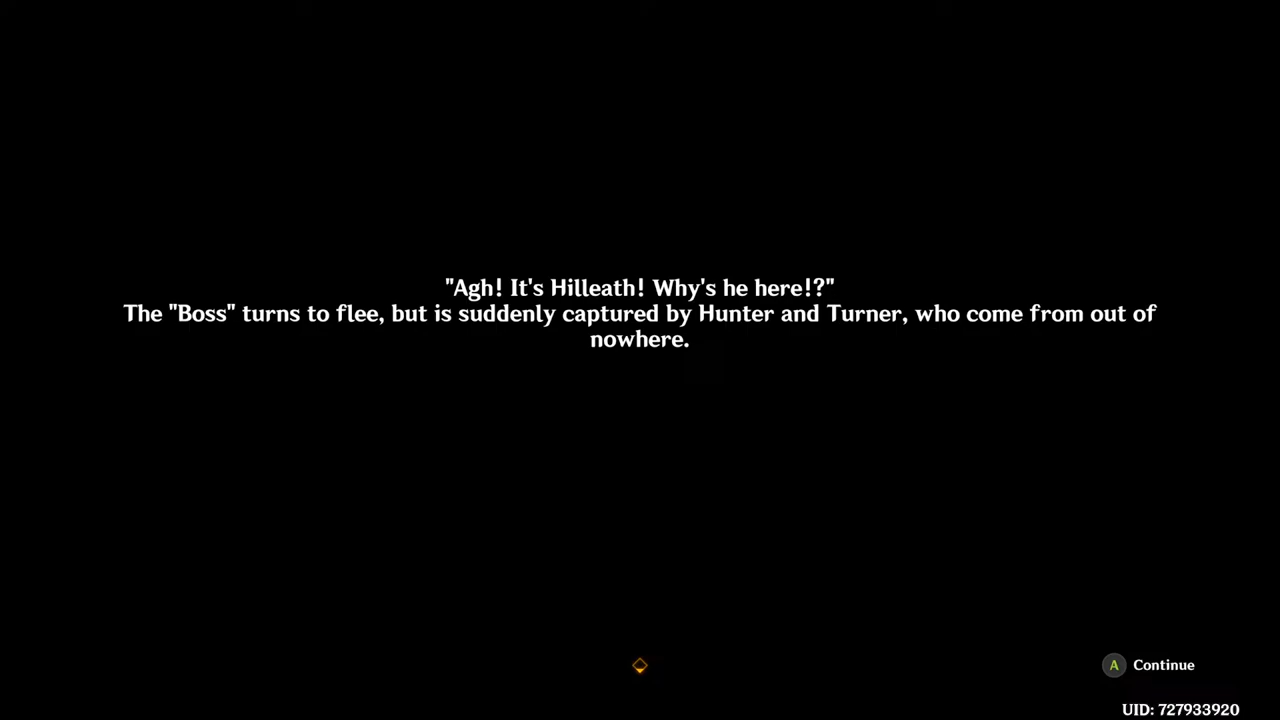 "Agh! It's Hilleath! Why's he here!?"
The "Boss" turns to flee, but is suddenly captured by Hunter and Turner, who come from out of
nowhere.
A Continue
UID: 727933920